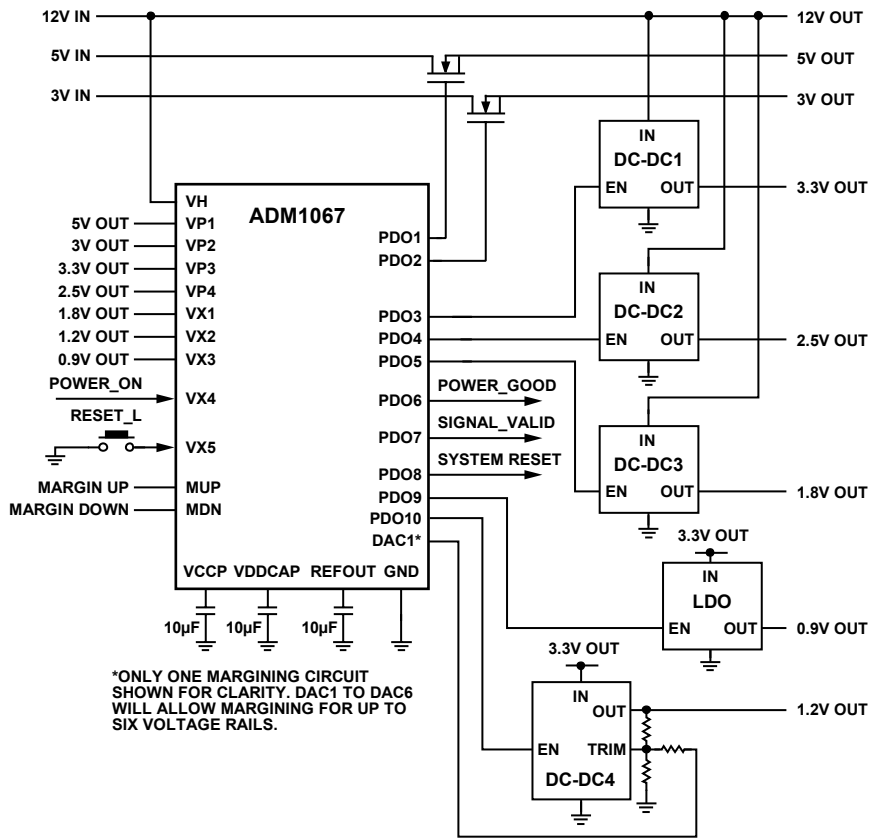 12V IN
12V OUT
5V IN
5V OUT
3V IN
3V OUT
IN
DC-DC1
EN OUT
3.3V OUT
ADM1067
VH
5V OUT VP1
3V OUT VP2
3.3V OUT VP3
2.5V OUT VP4
1.8V OUT VX1
1.2V OUT VX2
0.9V OUT VX3
POWER_ON
VX4
RESET_L
VX5
MARGIN UP MUP
MARGIN DOWN MDN
PDO1
PDO2
PDO3
PDO4
PDO5
PDO6
POWER_GOOD
PDO7
SIGNAL_VALID
PDO8
SYSTEM RESET
PDO9
PDO10
DAC1*
VCCP VDDCAP REFOUT GND
10µF 10µF 10µF
IN
DC-DC2
EN OUT
2.5V OUT
IN
DC-DC3
EN OUT
1.8V OUT
3.3V OUT
IN
LDO
EN OUT
0.9V OUT
3.3V OUT
IN
OUT
1.2V OUT
EN TRIM
DC-DC4
*ONLY ONE MARGINING CIRCUIT
SHOWN FOR CLARITY. DAC1 TO DAC6
WILL ALLOW MARGINING FOR UP TO
SIX VOLTAGE RAILS.